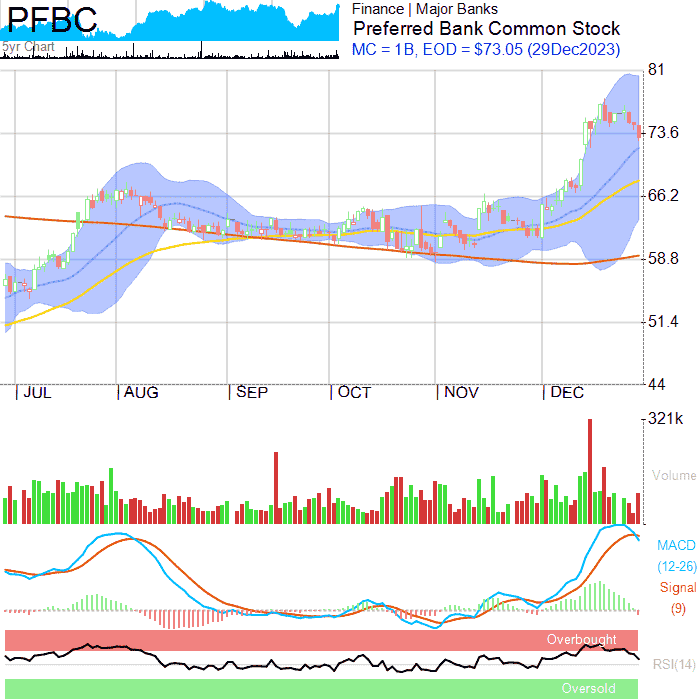 PFBC
5yr Chart
Finance | Major Banks
Preferred Bank Common Stock
MC = 1B, EOD = $73.05 (29Dec2023)
81
73.6
66.2
58.8
51.4
44
JUL AUG SEP OCT NOV DEC
321k
Volume
MACD
(12-26)
Signal
(9)
Overbought
RSI(14)
Oversold